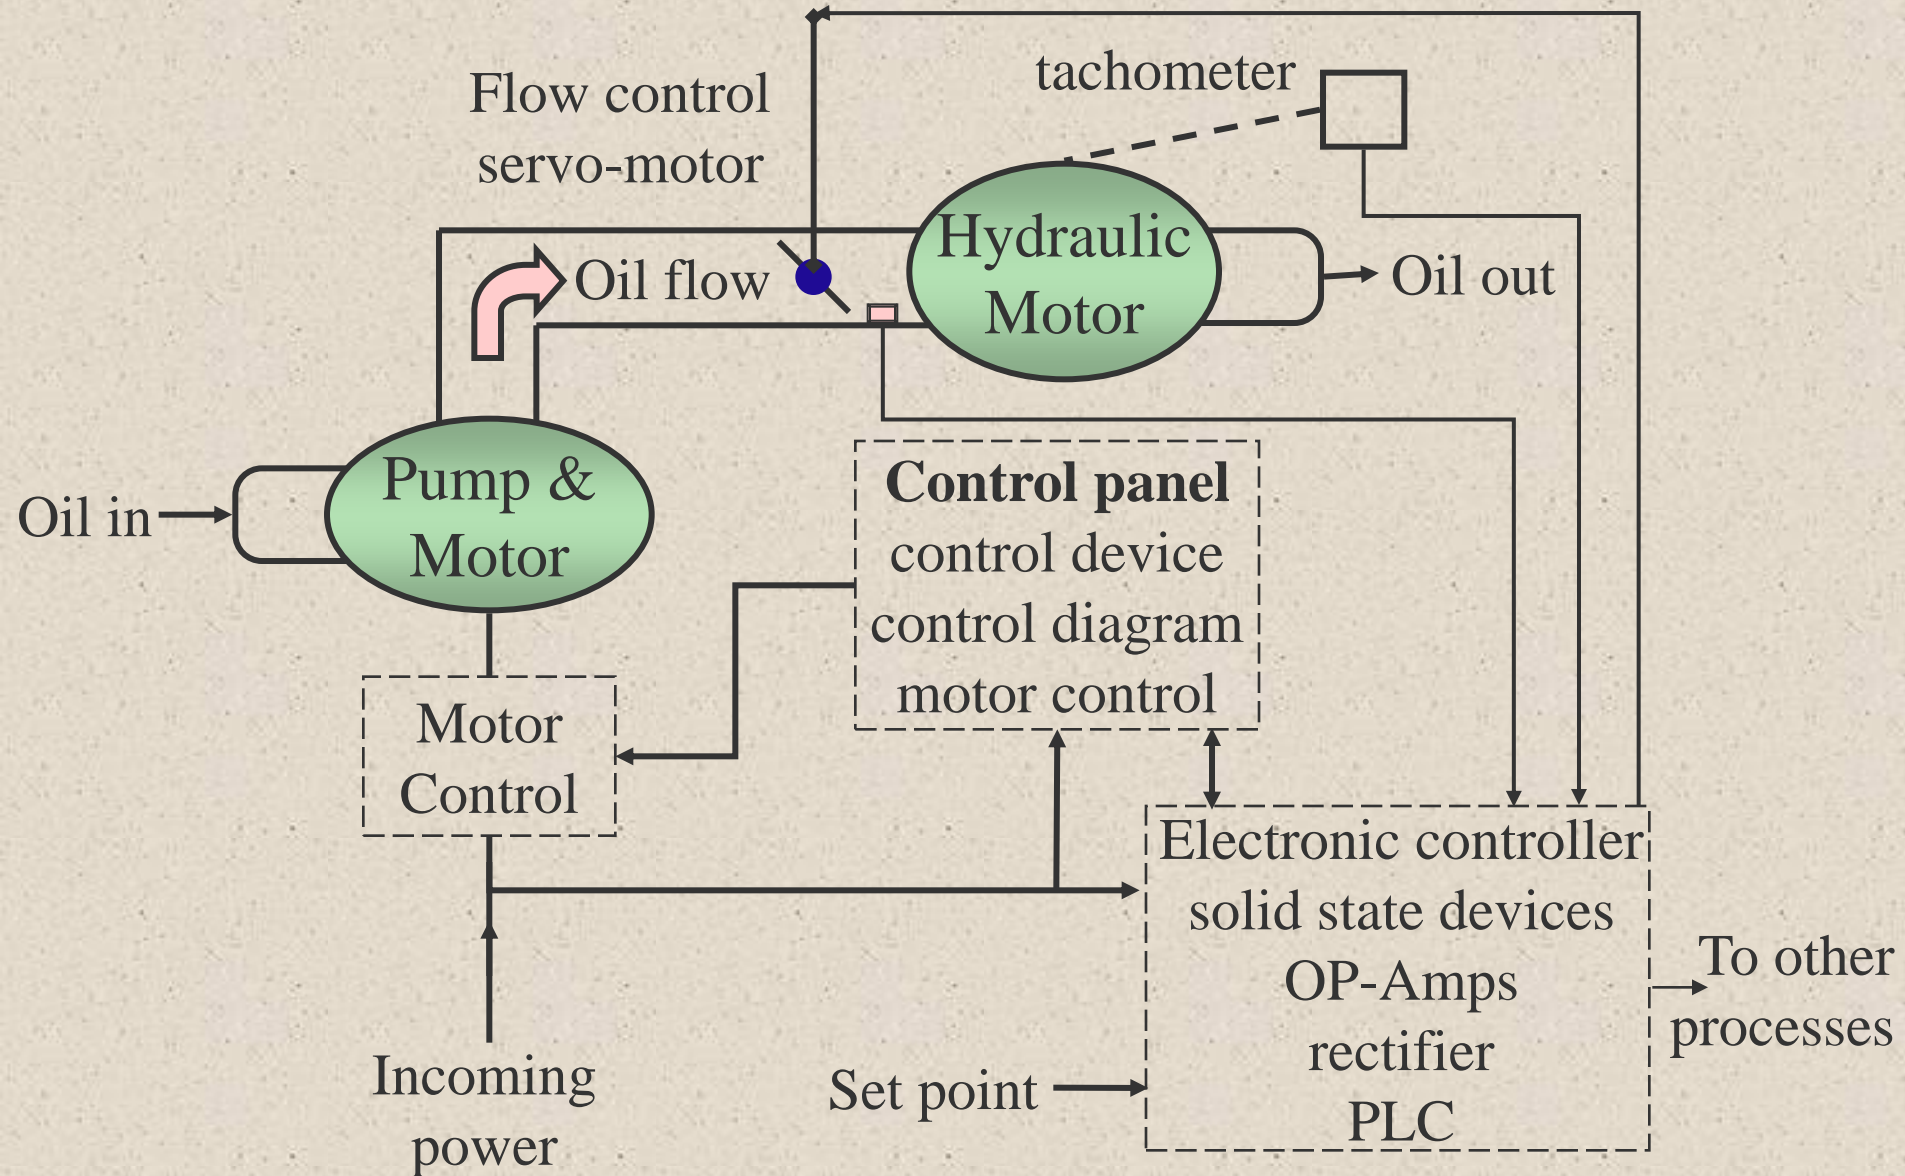 tachometer
Flow control
servo-motor
Hydraulic
Motor
Oil flow
Oil out
Pump &
Motor
Oil in
Control panel
control device
control diagram
motor control
Motor
Control
Electronic controller
solid state devices
OP-Amps
rectifier
PLC
To other
processes
Incoming
power
Set point